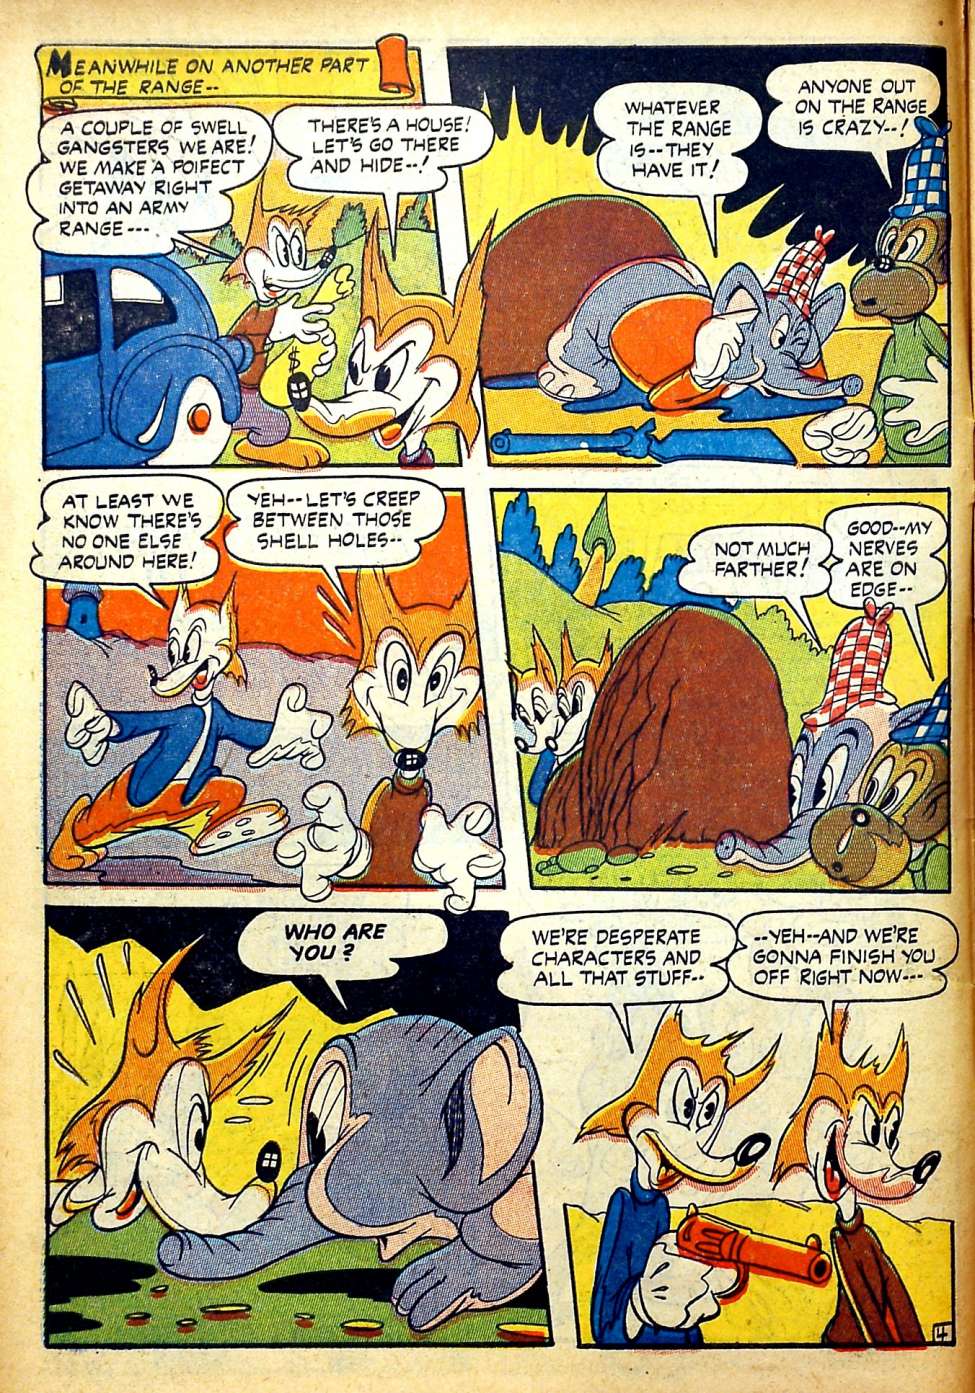 MEANWHILE ON ANOTHER PART
OF THE RANGE--
A COUPLE OF SWELL
GANGSTERS WE ARE!
WE MAKE A POIFECT
GETAWAY RIGHT
INTO AN ARMY
RANGE---
THERE'S A HOUSE!
LET'S GO THERE
AND HIDE--!
$
WHATEVER
THE RANGE
IS--THEY
HAVE IT!
ANYONE OUT
ON THE RANGE
IS CRAZY--!
AT LEAST WE
KNOW THERE'S
NO ONE ELSE
AROUND HERE!
YEH--LET'S CREEP
BETWEEN THOSE
SHELL HOLES--
NOT MUCH
FARTHER!
GOOD--MY
NERVES
ARE ON
EDGE--
WHO ARE
YOU?
WE'RE DESPERATE
CHARACTERS AND
ALL THAT STUFF--
--YEH--AND WE'RE
GONNA FINISH YOU
OFF RIGHT NOW---
4